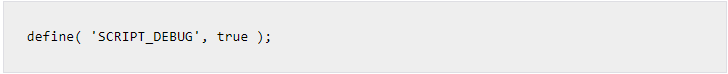 define( 'SCRIPT_DEBUG', true );